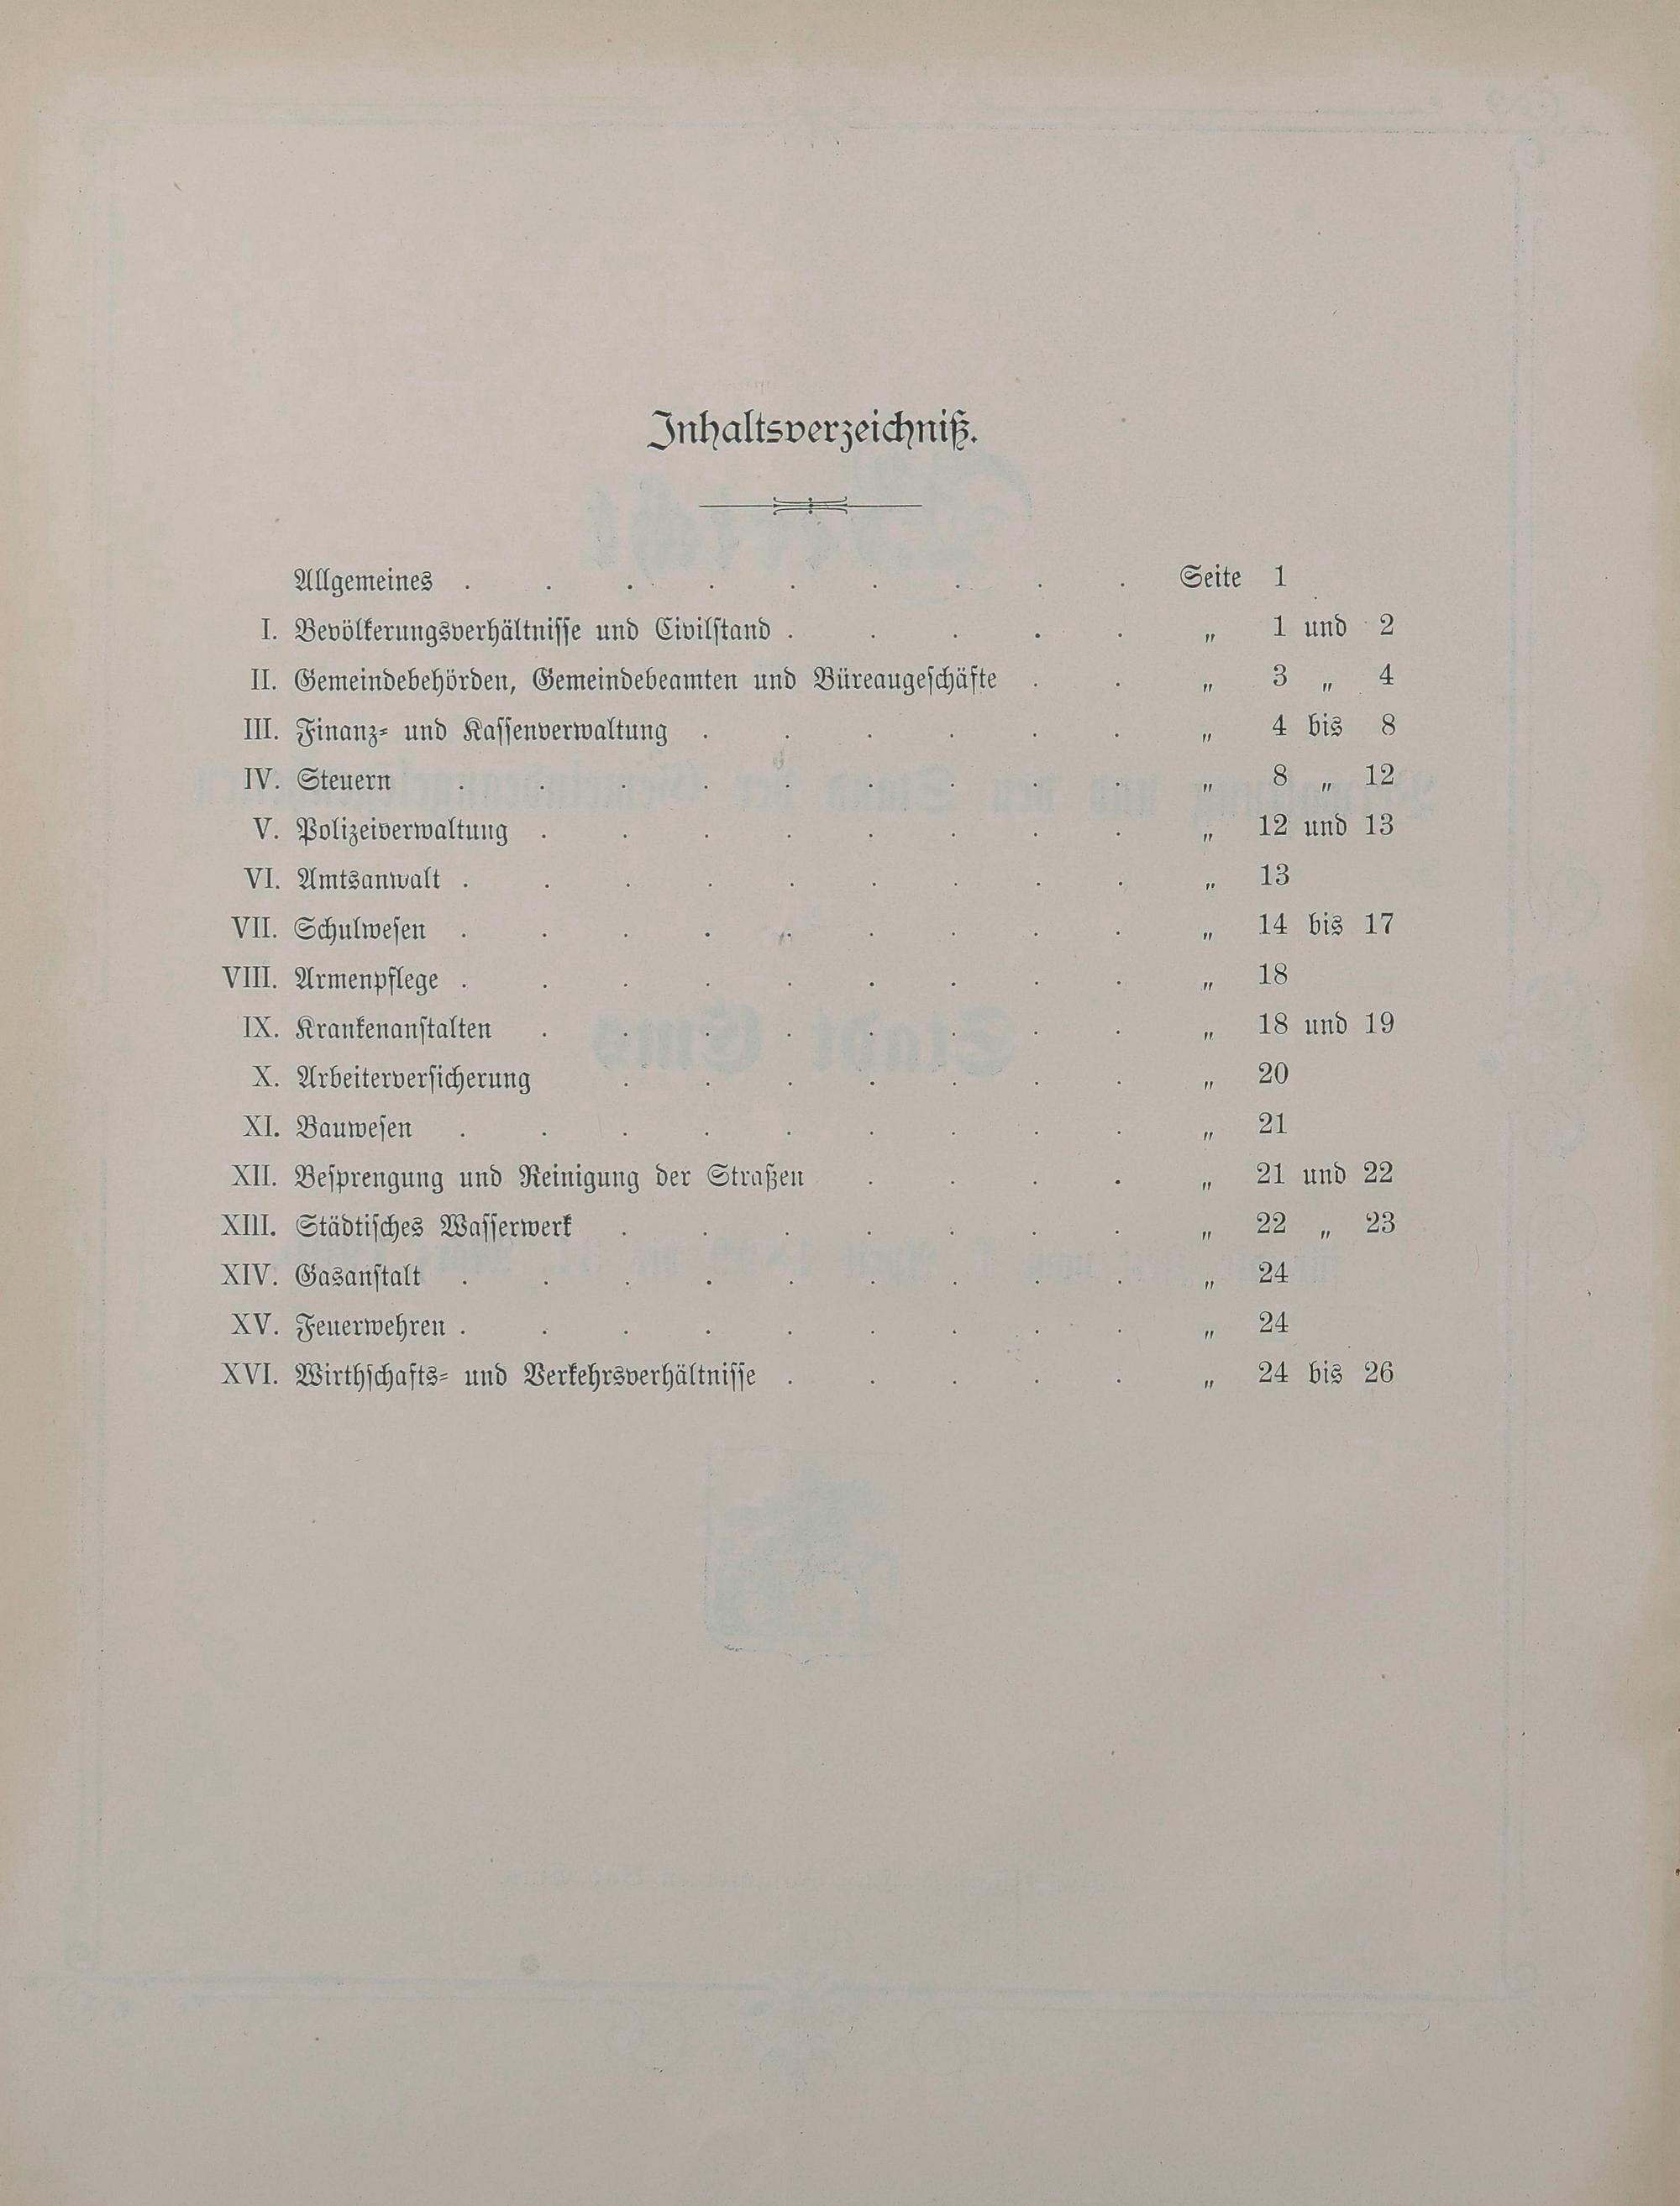 Inhaltsverzeichniß.
Allgemeines . . . . . . . . . Seite 1
I. Bevölkerungsverhältnisse und Civilstand . . . . . „ 1 und 2
II. Gemeindebehörden, Gemeindebeamten und Büreaugeschäfte . . „ 3 „ 4
III. Finanz- und Kassenverwaltung . . . . . . „ 4 bis 8
IV. Steuern . . . . . . . . . „ 8 „ 12
V. Polizeiverwaltung . . . . . . . . „ 12 und 13
VI. Amtsanwalt . . . . . . . . . „ 13
VII. Schulwesen . . . . . . . . . „ 14 bis 17
VIII. Armenpflege . . . . . . . . . „ 18
IX. Krankenanstalten . . . . . . . . „ 18 und 19
X. Arbeiterversicherung . . . . . . . „ 20
XI. Bauwesen . . . . . . . . . „ 21
XII. Besprengung und Reinigung der Straßen . . . . „ 21 und 22
XIII. Städtisches Wasserwerk . . . . . . . „ 22 „ 23
XIV. Gasanstalt . . . . . . . . . „ 24
XV. Feuerwehren . . . . . . . . . „ 24
XVI. Wirthschafts- und Verkehrsverhältnisse . . . . . „ 24 bis 26